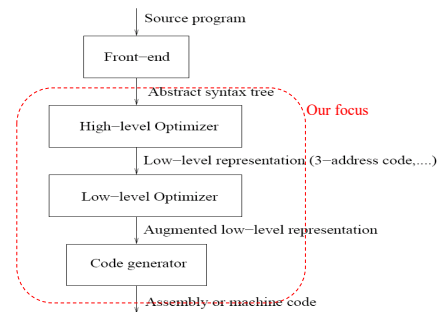 Source program
Front-end
Abstract syntax tree
Our focus
High-level Optimizer
Low-level representation (3-address code,....)
Low-level Optimizer
Augmented low-level representation
Code generator
Assembly or machine code